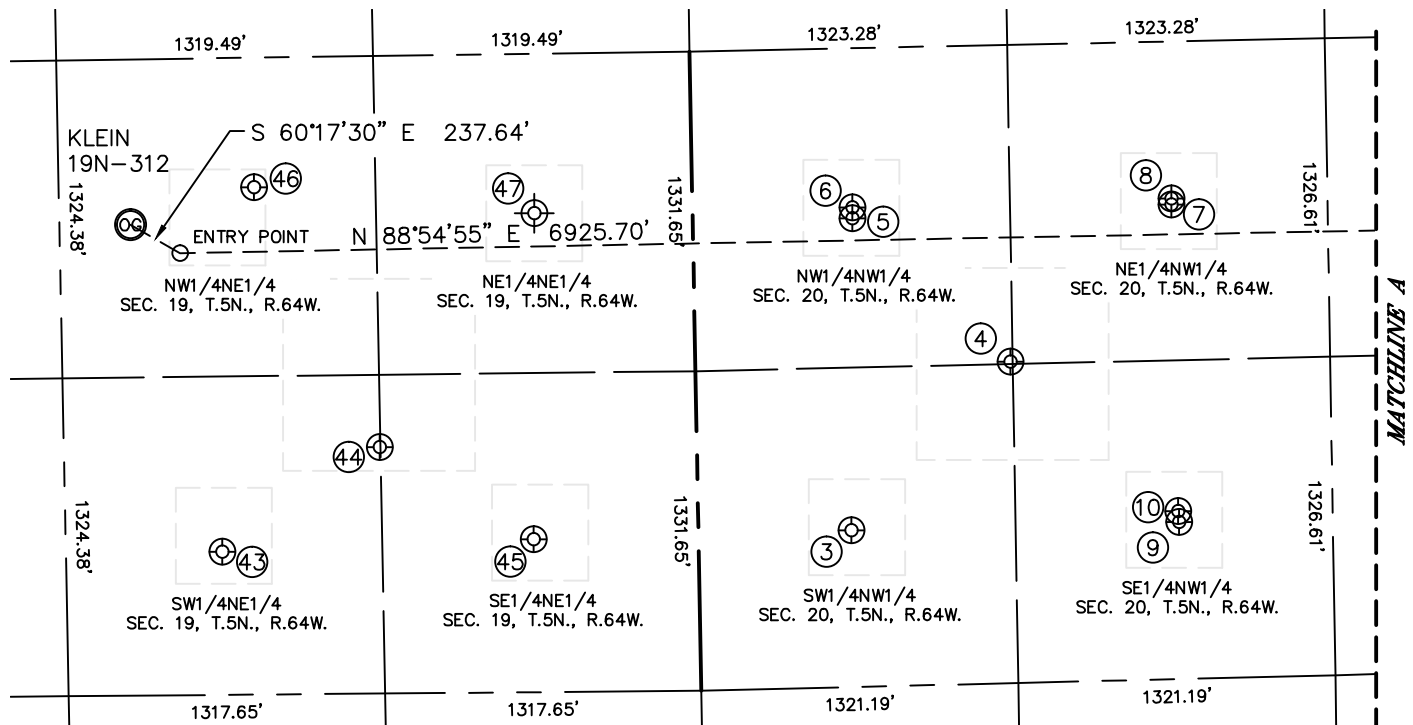 1319.49'
1319.49'
1323.28'
1323.28'
KLEIN
19N-312
S 60°17'30" E 237.64'
46
47
6
5
8
7
1324.38'
1331.65'
1326.61'
OG
ENTRY POINT
N 88°54'55" E 6925.70'
NW1/4NE1/4
SEC. 19, T.5N., R.64W.
NE1/4NE1/4
SEC. 19, T.5N., R.64W.
NW1/4NW1/4
SEC. 20, T.5N., R.64W.
NE1/4NW1/4
SEC. 20, T.5N., R.64W.
MATCHLINE A
4
44
1324.38'
1331.65'
1326.61'
43
45
3
10
9
SW1/4NE1/4
SEC. 19, T.5N., R.64W.
SE1/4NE1/4
SEC. 19, T.5N., R.64W.
SW1/4NW1/4
SEC. 20, T.5N., R.64W.
SE1/4NW1/4
SEC. 20, T.5N., R.64W.
1317.65'
1317.65'
1321.19'
1321.19'